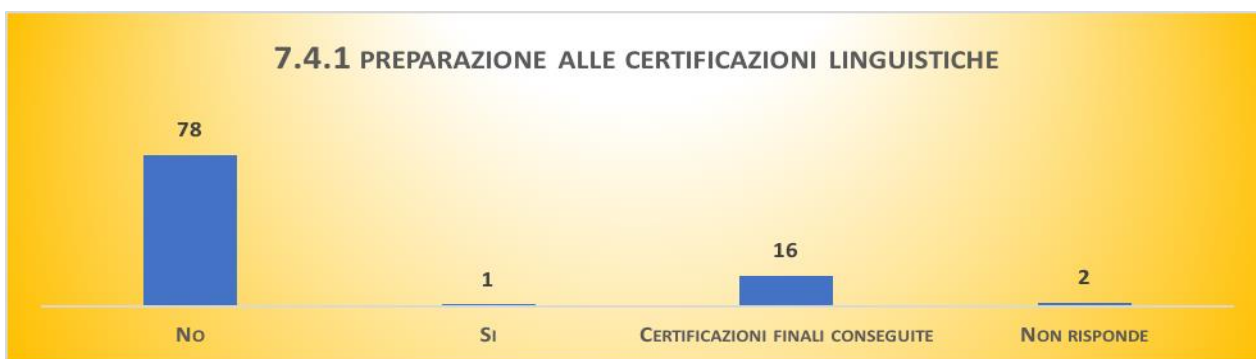 7.4.1 PREPARAZIONE ALLE CERTIFICAZIONI LINGUISTICHE
78
1
16
2
NO
SI
CERTIFICAZIONI FINALI CONSEGUITE
NON RISPONDE